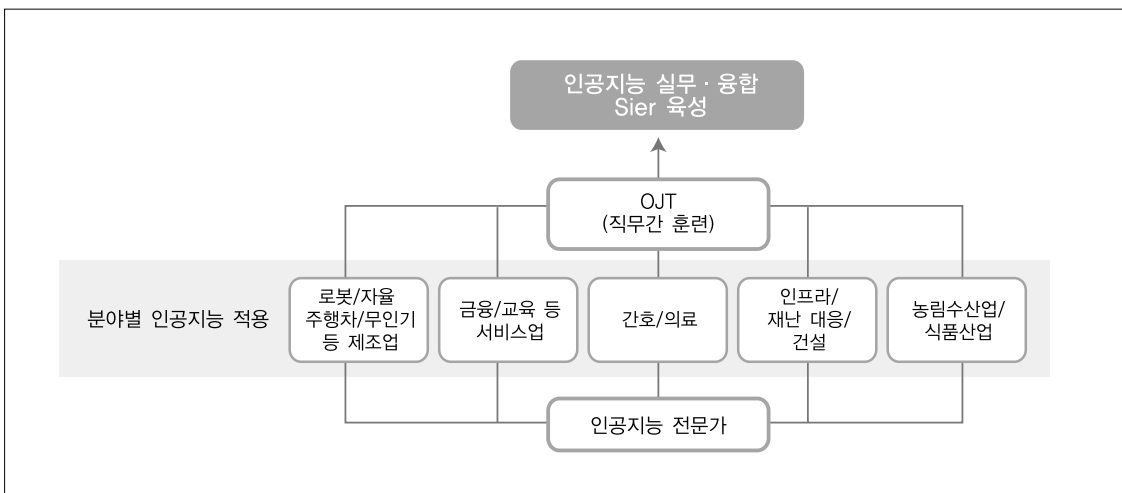 인공지능 실무 · 융합
Sier 육성
OJT
(직무간 훈련)
분야별 인공지능 적용
로봇/자율
주행차/무인기
등 제조업
금융/교육 등
서비스업
간호/의료
인프라/
재난 대응/
건설
농림수산업/
식품산업
인공지능 전문가